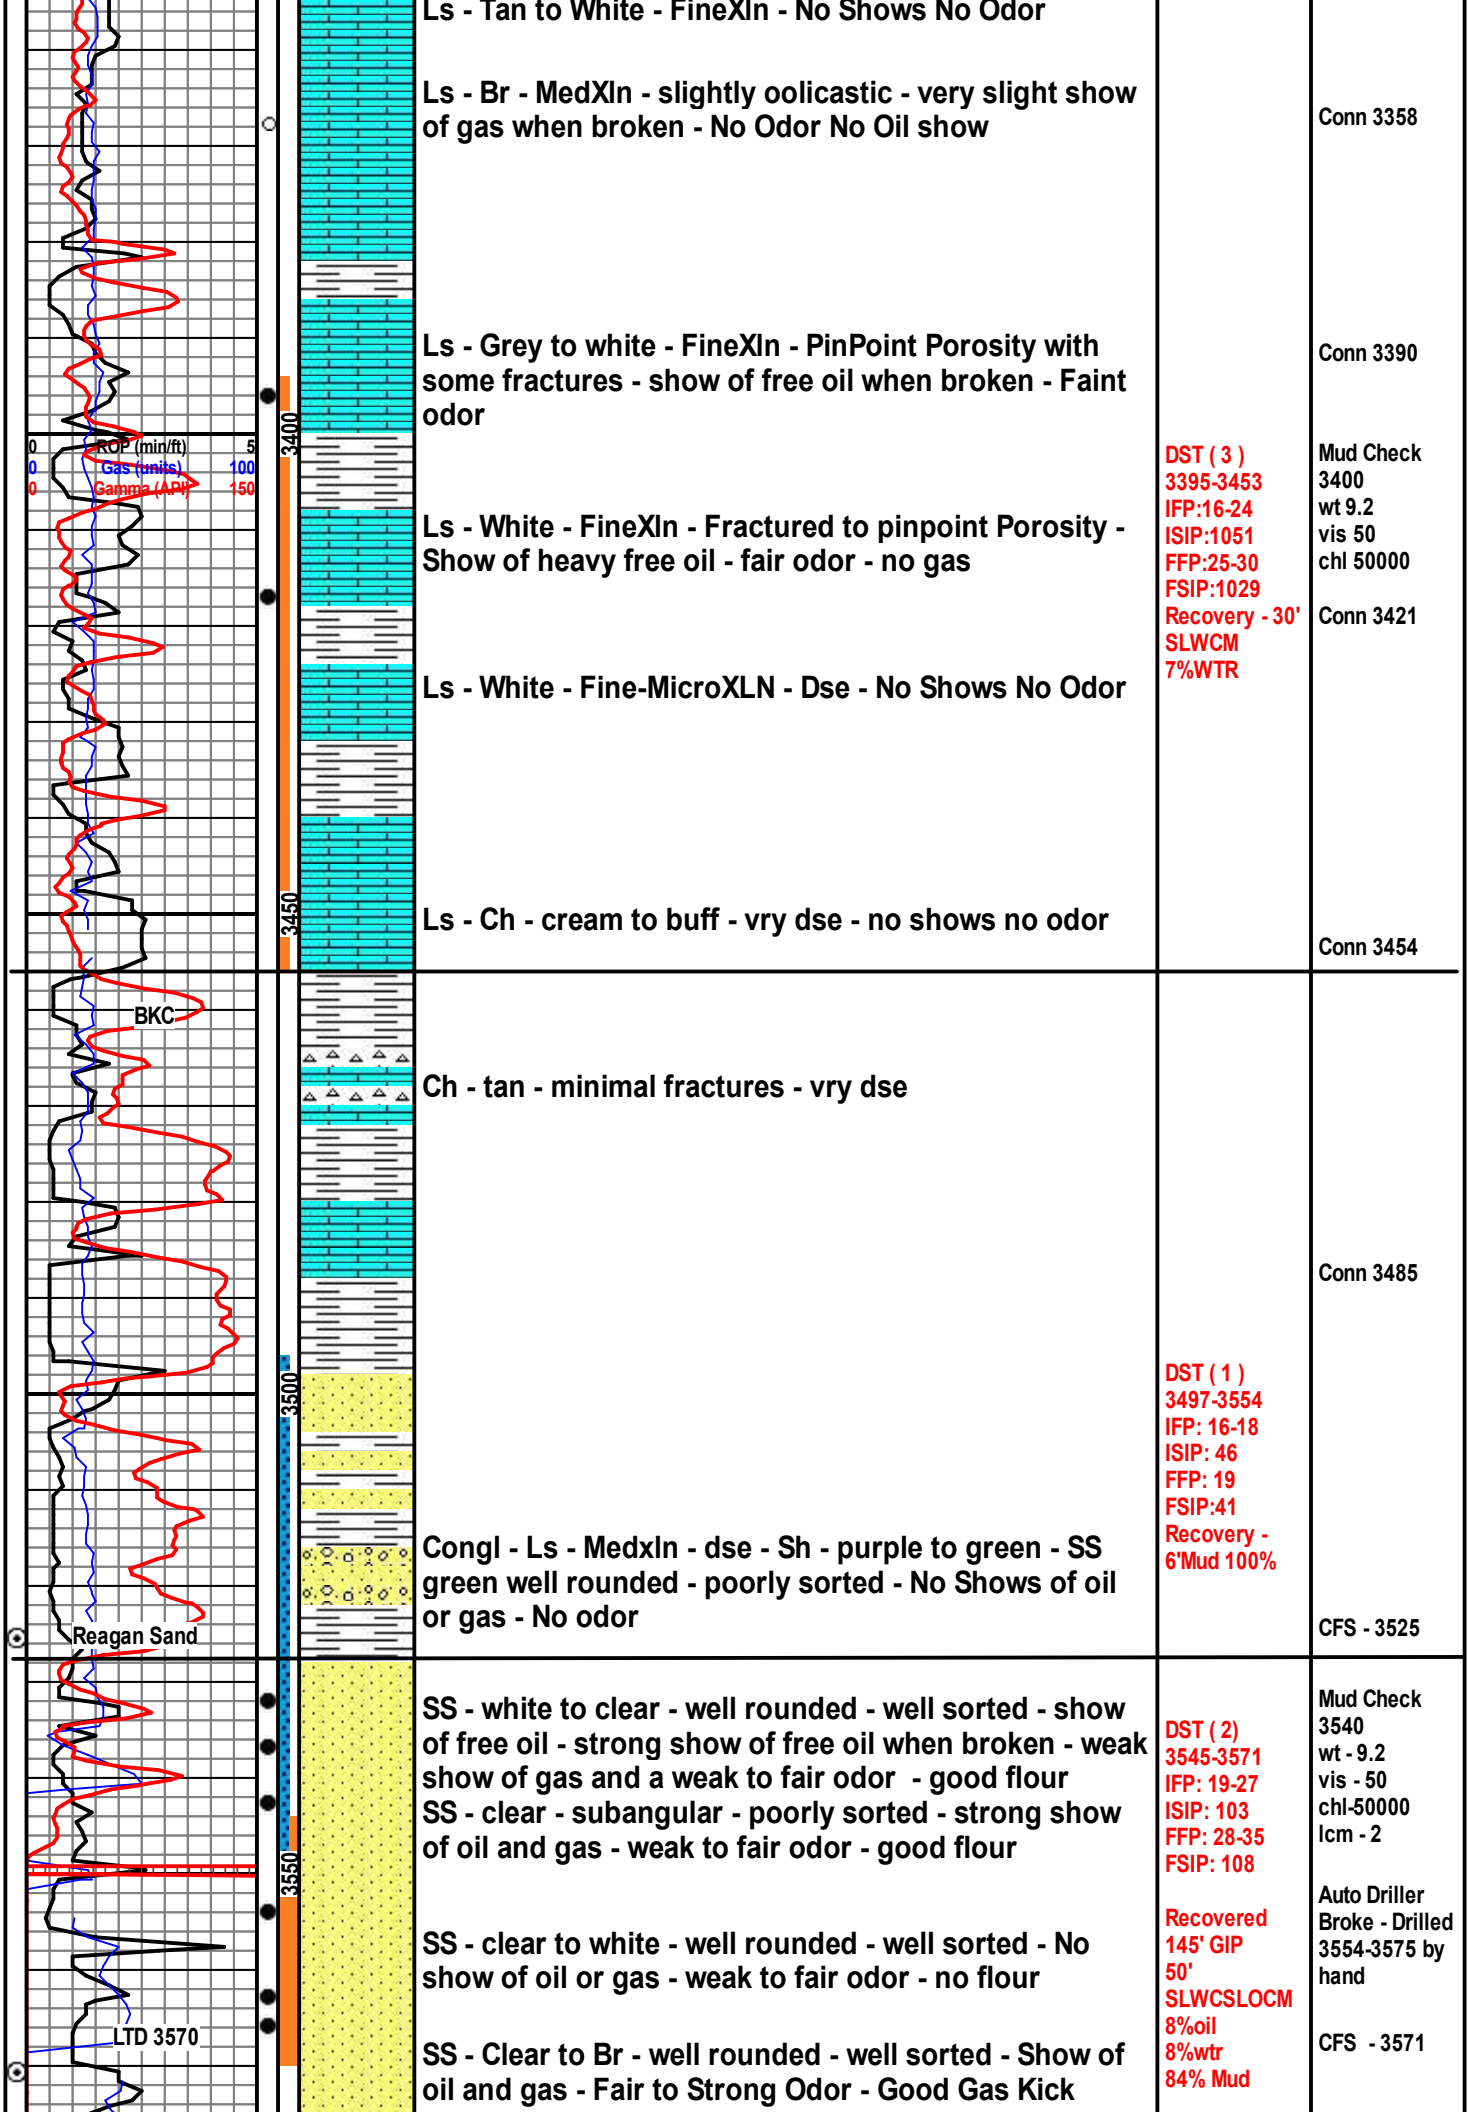 Ls - Tan to White - FineXln - No Shows No Odor
Ls - Br - MedXln - slightly oolicastic - very slight show
of gas when broken - No Odor No Oil show
Conn 3358
Ls - Grey to white - FineXln - PinPoint Porosity with
some fractures - show of free oil when broken - Faint
odor
Conn 3390
3400
0 ROP (min/ft) 5
0 Gas (units) 100
0 Gamma (API) 150
DST ( 3 )
3395-3453
IFP:16-24
ISIP:1051
FFP:25-30
FSIP:1029
Recovery - 30'
SLWCM
7%WTR
Mud Check
3400
wt 9.2
vis 50
chl 50000
Ls - White - FineXln - Fractured to pinpoint Porosity -
Show of heavy free oil - fair odor - no gas
Conn 3421
Ls - White - Fine-MicroXLN - Dse - No Shows No Odor
3450
Ls - Ch - cream to buff - vry dse - no shows no odor
Conn 3454
BKC
Ch - tan - minimal fractures - vry dse
Conn 3485
3500
DST ( 1 )
3497-3554
IFP: 16-18
ISIP: 46
FFP: 19
FSIP:41
Recovery -
6'Mud 100%
Congl - Ls - Medxln - dse - Sh - purple to green - SS
green well rounded - poorly sorted - No Shows of oil
or gas - No odor
CFS - 3525
Reagan Sand
SS - white to clear - well rounded - well sorted - show
of free oil - strong show of free oil when broken - weak
show of gas and a weak to fair odor - good flour
SS - clear - subangular - poorly sorted - strong show
of oil and gas - weak to fair odor - good flour
DST ( 2)
3545-3571
IFP: 19-27
ISIP: 103
FFP: 28-35
FSIP: 108
Mud Check
3540
wt - 9.2
vis - 50
chl-50000
lcm - 2
3550
Recovered
145' GIP
50'
SLWCSLOCM
8%oil
8%wtr
84% Mud
Auto Driller
Broke - Drilled
3554-3575 by
hand
SS - clear to white - well rounded - well sorted - No
show of oil or gas - weak to fair odor - no flour
LTD 3570
CFS - 3571
SS - Clear to Br - well rounded - well sorted - Show of
oil and gas - Fair to Strong Odor - Good Gas Kick